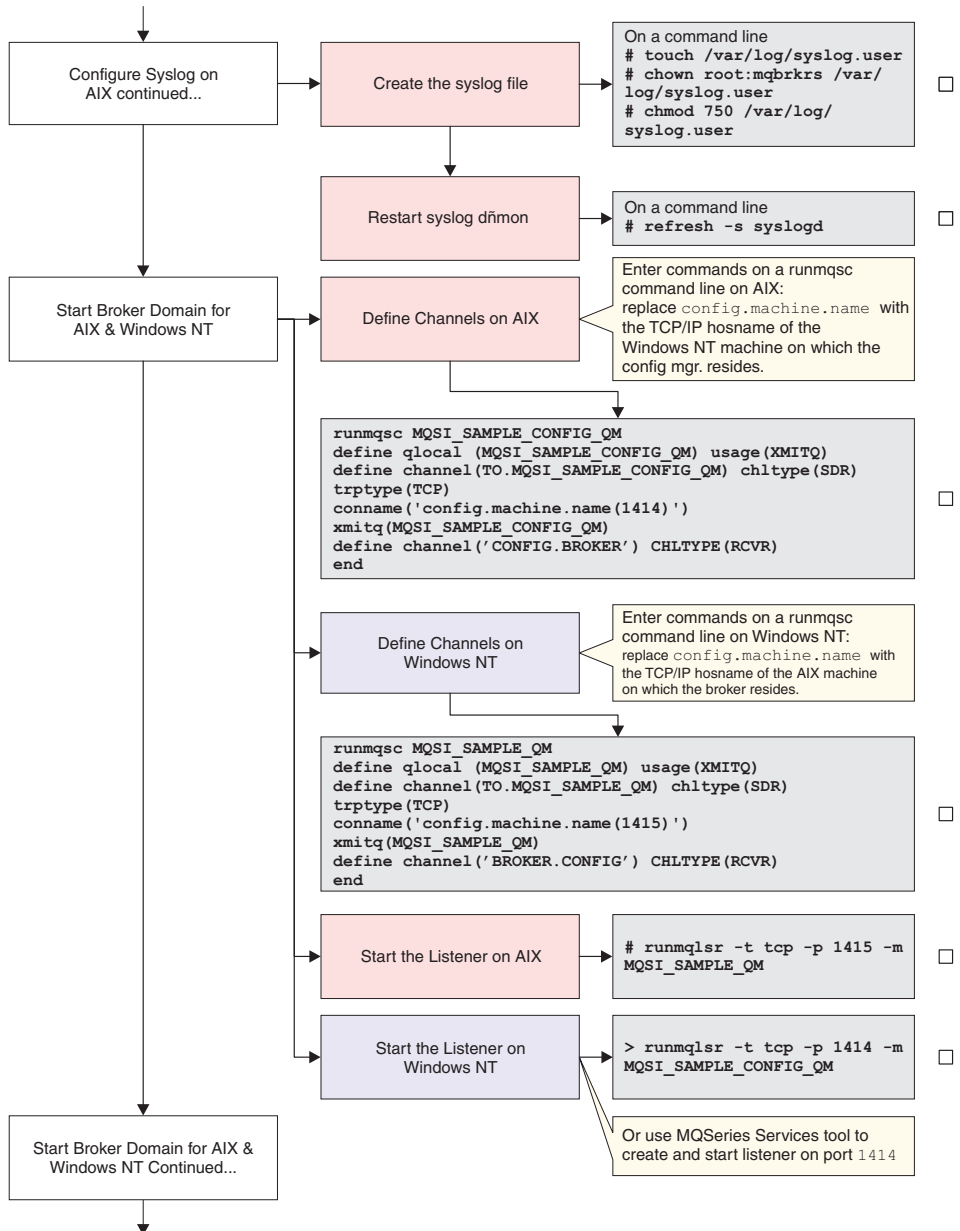 Configure Syslog on
AIX continued...
Create the syslog file
On a command line
# touch /var/log/syslog.user
# chown root:mqbrkrs /var/
log/syslog.user
# chmod 750 /var/log/
syslog.user
Restart syslog dñmon
On a command line
# refresh -s syslogd
Start Broker Domain for
AIX & Windows NT
Define Channels on AIX
Enter commands on a runmqsc
command line on AIX:
replace config.machine.name with
the TCP/IP hosname of the
Windows NT machine on which the
config mgr. resides.
runmqsc MQSI_SAMPLE_CONFIG_QM
define qlocal (MQSI_SAMPLE_CONFIG_QM) usage(XMITQ)
define channel(TO.MQSI_SAMPLE_CONFIG_QM) chltype(SDR)
trptype(TCP)
conname('config.machine.name(1414)')
xmitq(MQSI_SAMPLE_CONFIG_QM)
define channel(’CONFIG.BROKER’) CHLTYPE(RCVR)
end
Define Channels on
Windows NT
Enter commands on a runmqsc
command line on Windows NT:
replace config.machine.name with
the TCP/IP hosname of the AIX machine
on which the broker resides.
runmqsc MQSI_SAMPLE_QM
define qlocal (MQSI_SAMPLE_QM) usage(XMITQ)
define channel(TO.MQSI_SAMPLE_QM) chltype(SDR)
trptype(TCP)
conname('config.machine.name(1415)')
xmitq(MQSI_SAMPLE_QM)
define channel('BROKER.CONFIG') CHLTYPE(RCVR)
end
Start the Listener on AIX
# runmqlsr -t tcp -p 1415 -m
MQSI_SAMPLE_QM
Start the Listener on
Windows NT
> runmqlsr -t tcp -p 1414 -m
MQSI_SAMPLE_CONFIG_QM
Or use MQSeries Services tool to
create and start listener on port 1414
Start Broker Domain for AIX &
Windows NT Continued...